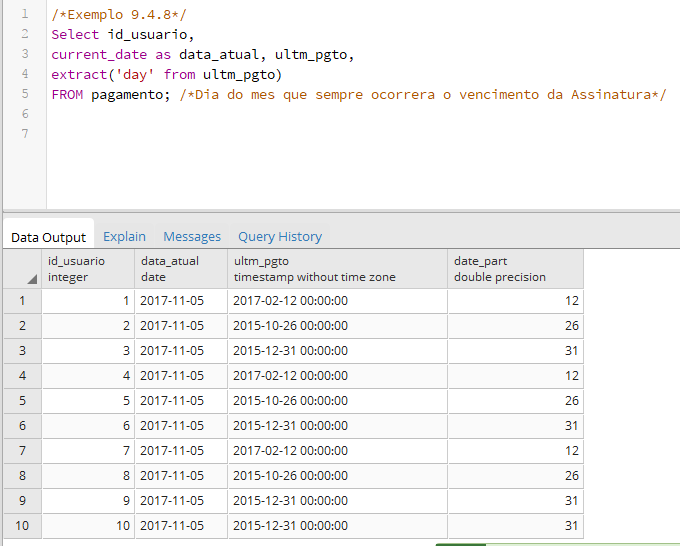 1 /*Exemplo 9.4.8*/
2 Select id_usuario,
3 current_date as data_atual, ultm_pgto,
4 extract('day' from ultm_pgto)
5 FROM pagamento; /*Dia do mes que sempre ocorrera o vencimento da Assinatura*/
6
7
Data Output Explain Messages Query History
id_usuario data_atual ultm_pgto date_part
integer date timestamp without time zone double precision
1 1 2017-11-05 2017-02-12 00:00:00 12
2 2 2017-11-05 2015-10-26 00:00:00 26
3 3 2017-11-05 2015-12-31 00:00:00 31
4 4 2017-11-05 2017-02-12 00:00:00 12
5 5 2017-11-05 2015-10-26 00:00:00 26
6 6 2017-11-05 2015-12-31 00:00:00 31
7 7 2017-11-05 2017-02-12 00:00:00 12
8 8 2017-11-05 2015-10-26 00:00:00 26
9 9 2017-11-05 2015-12-31 00:00:00 31
10 10 2017-11-05 2015-12-31 00:00:00 31